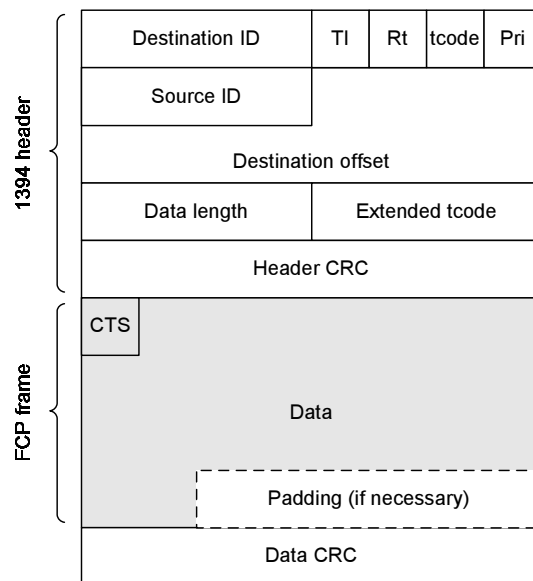 1394 header
Destination ID
Tl
Rt
tcode
Pri
Source ID
Destination offset
Data length
Extended tcode
Header CRC
FCP frame
CTS
Data
Padding (if necessary)
Data CRC